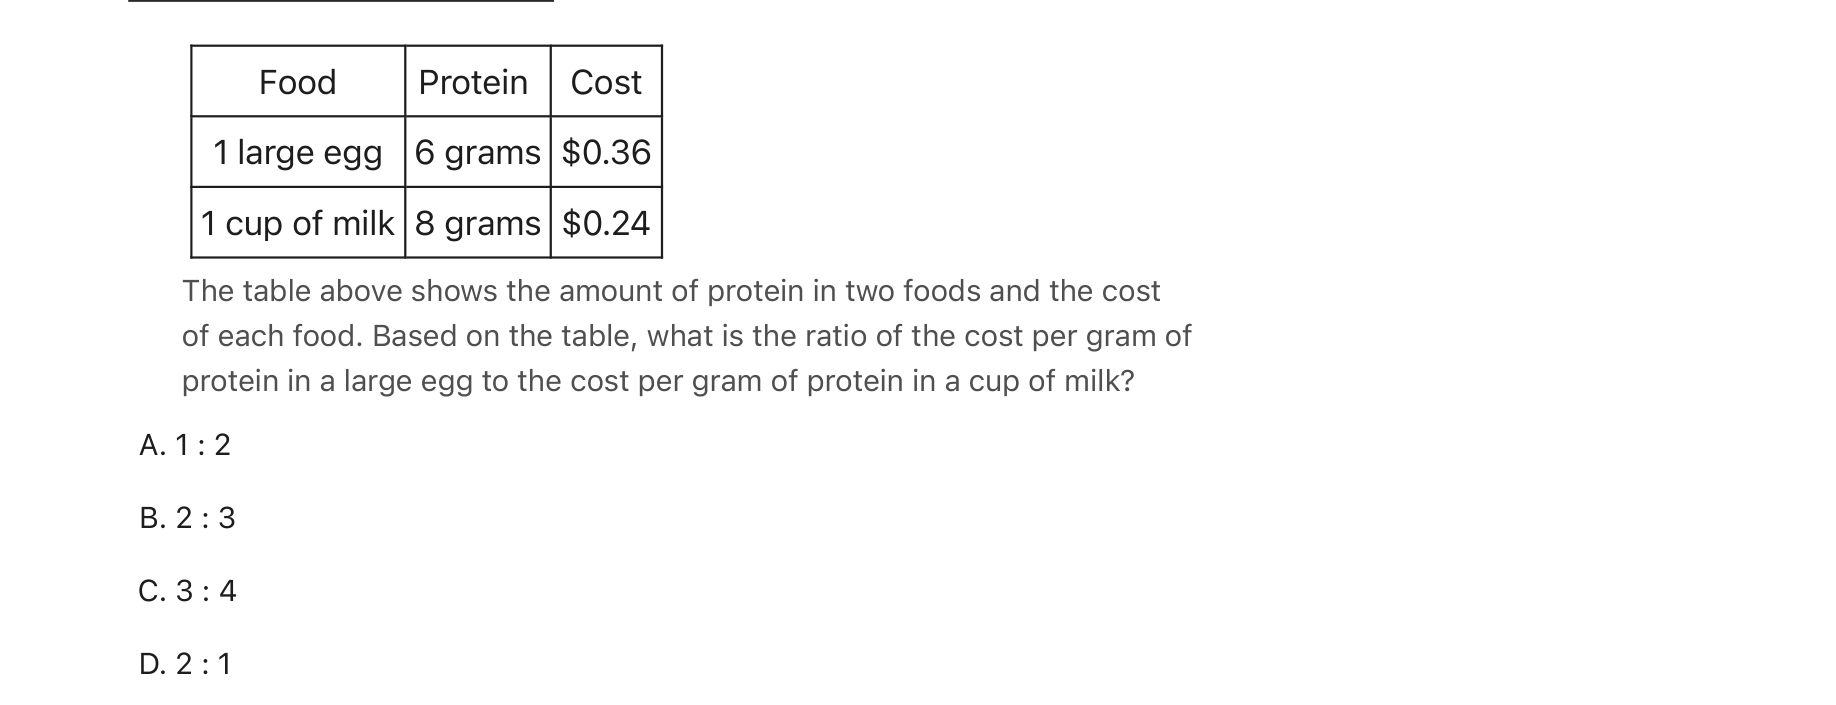 Food Protein Cost
1 large egg 6 grams $0.36
1 cup of milk 8 grams $0.24
The table above shows the amount of protein in two foods and the cost
of each food. Based on the table, what is the ratio of the cost per gram of
protein in a large egg to the cost per gram of protein in a cup of milk?
A. 1 : 2
B. 2 : 3
C. 3 : 4
D. 2 : 1